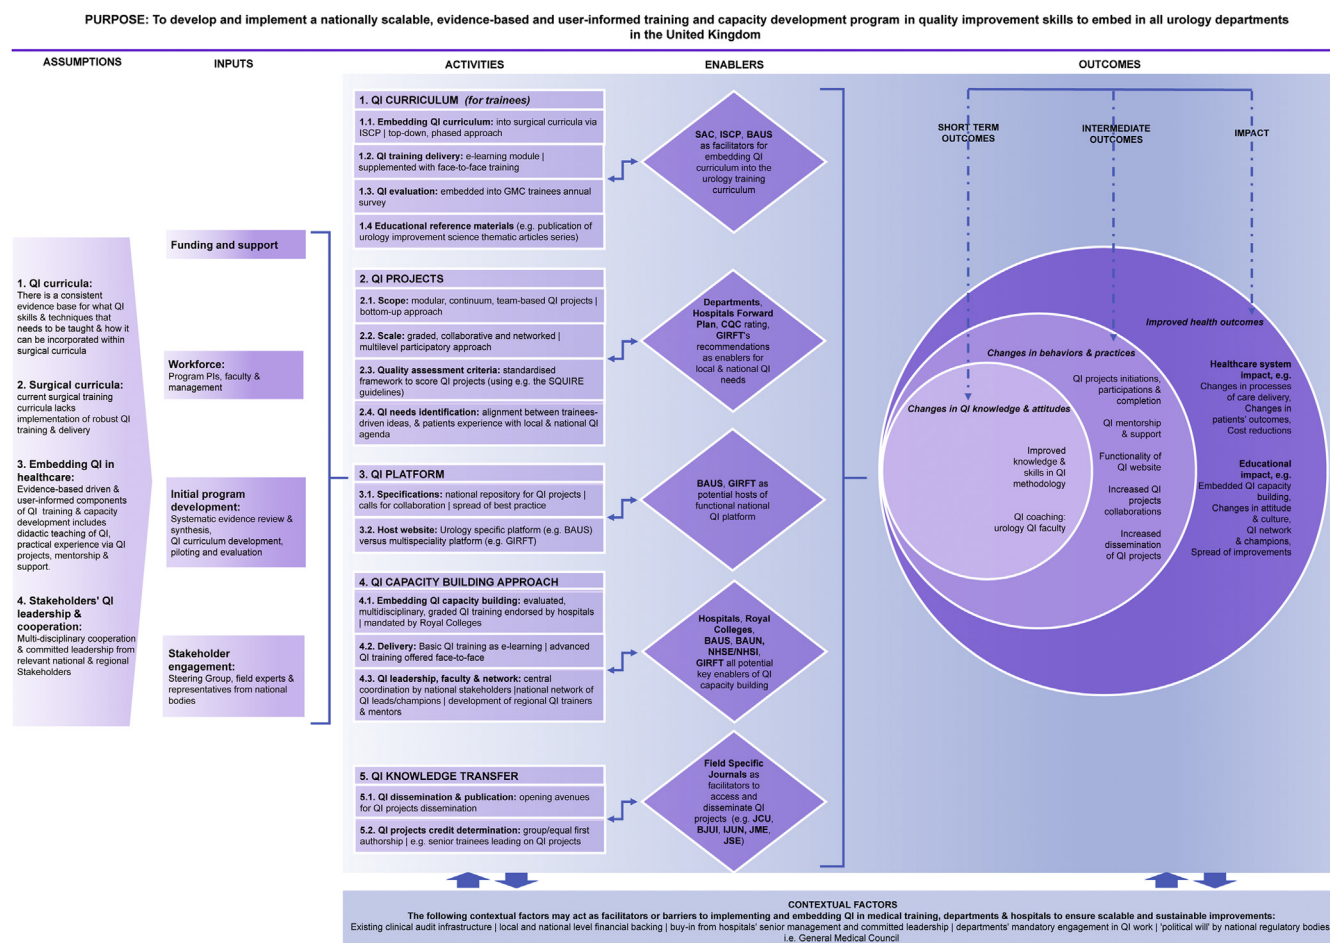 PURPOSE: To develop and implement a nationally scalable, evidence-based and user-informed training and capacity development program in quality improvement skills to embed in all urology departments
in the United Kingdom
ASSUMPTIONS
INPUTS
ACTIVITIES
ENABLERS
OUTCOMES
1. QI curricula:
There is a consistent
evidence base for what QI
skills & techniques that
needs to be taught & how it
can be incorporated within
surgical curricula
2. Surgical curricula:
current surgical training
curricula lacks
implementation of robust QI
training & delivery
3. Embedding QI in
healthcare:
Evidence-based driven &
user-informed components
of QI training & capacity
development includes
didactic teaching of QI,
practical experience via QI
projects, mentorship &
support.
4. Stakeholders' QI
leadership &
cooperation:
Multi-disciplinary cooperation
& committed leadership from
relevant national & regional
Stakeholders
Funding and support
Workforce:
Program PIs, faculty &
management
Initial program
development:
Systematic evidence review &
synthesis,
QI curriculum development,
piloting and evaluation
Stakeholder
engagement:
Steering Group, field experts &
representatives from national
bodies
1. QI CURRICULUM (for trainees)
1.1. Embedding QI curriculum: into surgical curricula via
ISCP | top-down, phased approach
1.2. QI training delivery: e-learning module |
supplemented with face-to-face training
1.3. QI evaluation: embedded into GMC trainees annual
survey
1.4 Educational reference materials (e.g. publication of
urology improvement science thematic articles series)
2. QI PROJECTS
2.1. Scope: modular, continuum, team-based QI projects |
bottom-up approach
2.2. Scale: graded, collaborative and networked |
multilevel participatory approach
2.3. Quality assessment criteria: standardised
framework to score QI projects (using e.g. the SQUIRE
guidelines)
2.4. QI needs identification: alignment between trainees-
driven ideas, & patients experience with local & national QI
agenda
3. QI PLATFORM
3.1. Specifications: national repository for QI projects |
calls for collaboration | spread of best practice
3.2. Host website: Urology specific platform (e.g. BAUS)
versus multispeciality platform (e.g. GIRFT)
4. QI CAPACITY BUILDING APPROACH
4.1. Embedding QI capacity building: evaluated,
multidisciplinary, graded QI training endorsed by hospitals
| mandated by Royal Colleges
4.2. Delivery: Basic QI training as e-learning | advanced
QI training offered face-to-face
4.3. QI leadership, faculty & network: central
coordination by national stakeholders |national network of
QI leads/champions | development of regional QI trainers
& mentors
5. QI KNOWLEDGE TRANSFER
5.1. QI dissemination & publication: opening avenues
for QI projects dissemination
5.2. QI projects credit determination: group/equal first
authorship | e.g. senior trainees leading on QI projects
SAC, ISCP, BAUS
as facilitators for
embedding QI
curriculum into the
urology training
curriculum
Departments,
Hospitals Forward
Plan, CQC rating,
GIRFT's
recommendations
as enablers for
local & national QI
needs
BAUS, GIRFT as
potential hosts of
functional national
QI platform
Hospitals, Royal
Colleges,
BAUS, BAUN,
NHSE/NHSI,
GIRFT all potential
key enablers of QI
capacity building
Field Specific
Journals as
facilitators to
access and
disseminate QI
projects (e.g. JCU,
BJUI, IJUN, JME,
JSE)
SHORT TERM
OUTCOMES
INTERMEDIATE
OUTCOMES
IMPACT
Changes in QI knowledge & attitudes
Improved
knowledge &
skills in QI
methodology
QI coaching:
urology QI faculty
Changes in behaviors & practices
QI projects initiations,
participations &
completion
QI mentorship
& support
Functionality of
QI website
Increased QI
projects
collaborations
Increased
dissemination
of QI projects
Improved health outcomes
Healthcare system
impact, e.g.
Changes in processes
of care delivery,
Changes in
patients' outcomes,
Cost reductions
Educational
impact, e.g.
Embedded QI capacity
building,
Changes in attitude
& culture,
QI network
& champions,
Spread of improvements
CONTEXTUAL FACTORS
The following contextual factors may act as facilitators or barriers to implementing and embedding QI in medical training, departments & hospitals to ensure scalable and sustainable improvements:
Existing clinical audit infrastructure | local and national level financial backing | buy-in from hospitals' senior management and committed leadership | departments' mandatory engagement in QI work | 'political will' by national regulatory bodies
i.e. General Medical Council